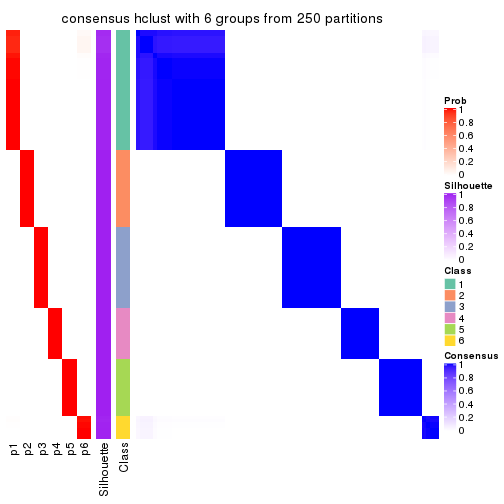 consensus hclust with 6 groups from 250 partitions
Prob
1
0.8
0.6
0.4
0.2
0
Silhouette
1
0.8
0.6
0.4
0.2
0
Class
1
2
3
4
5
6
Consensus
1
0.8
0.6
0.4
0.2
0
p1
p2
p3
p4
p5
p6
Silhouette
Class